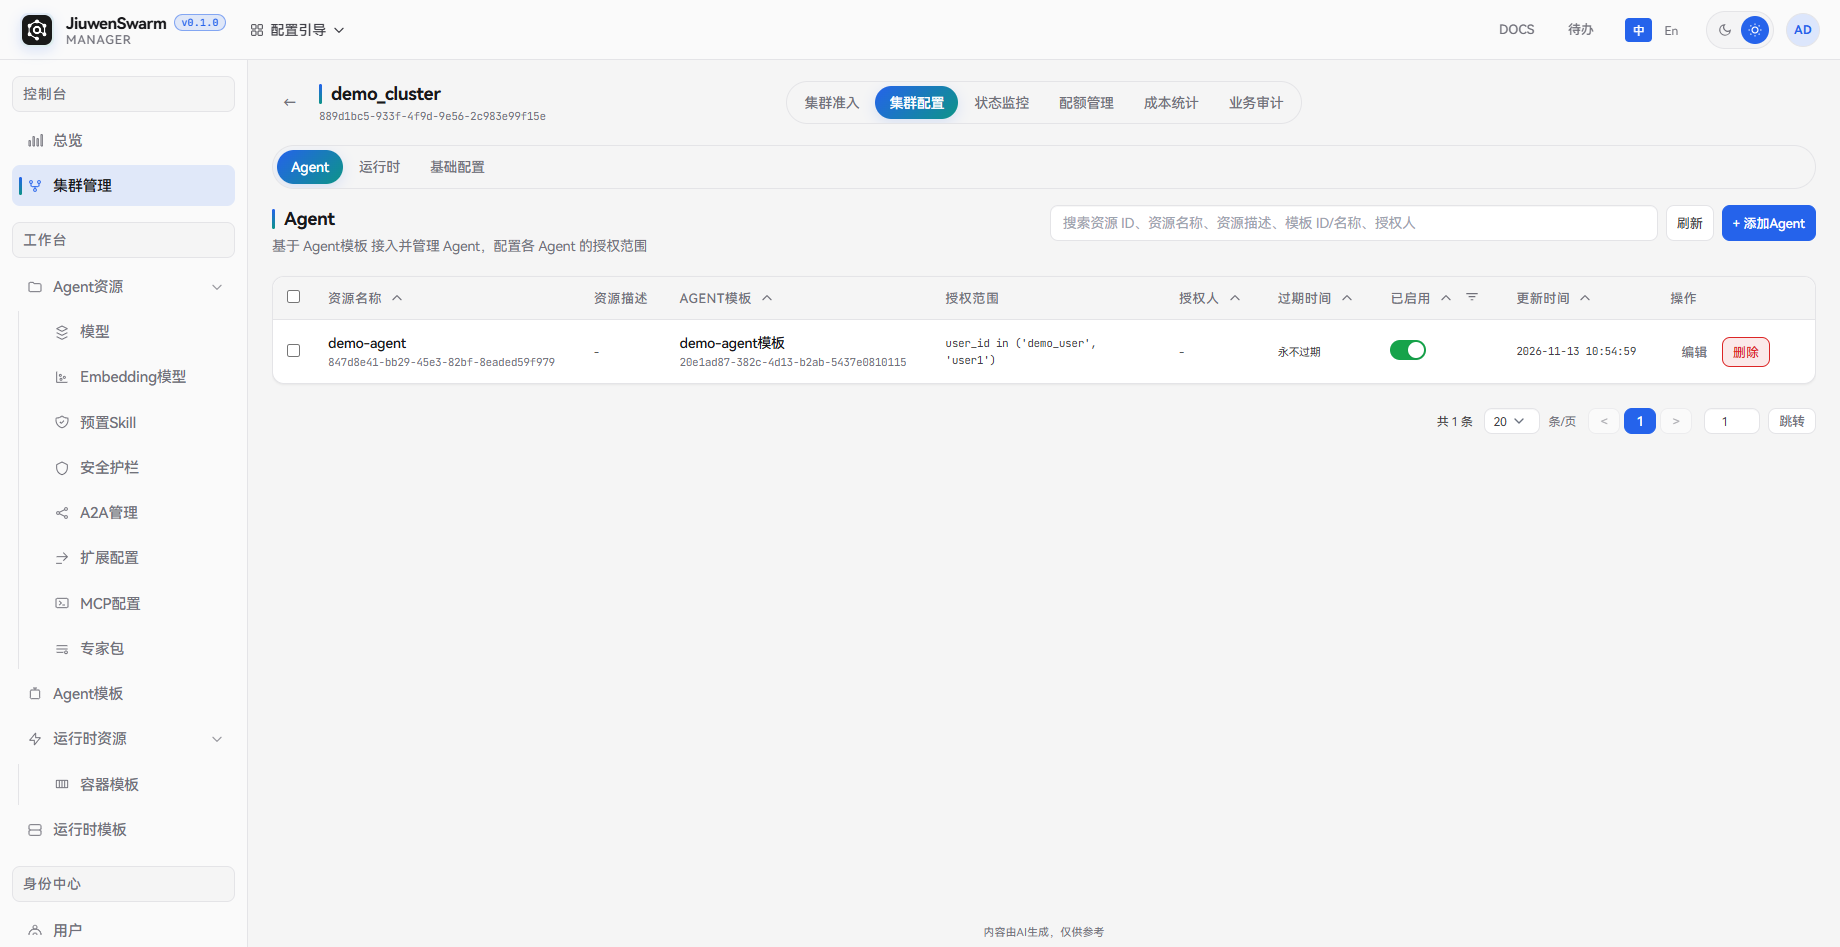 JiuwenSwarm v0.1.0
MANAGER
配置引导
DOCS
待办
中
En
AD
控制台
总览
集群管理
工作台
Agent资源
模型
Embedding模型
预置Skill
安全护栏
A2A管理
扩展配置
MCP配置
专家包
Agent模板
运行时资源
容器模板
运行时模板
身份中心
用户
←
demo_cluster
889d1bc5-933f-4f9d-9e56-2c983e99f15e
集群准入 集群配置 状态监控 配额管理 成本统计 业务审计
Agent 运行时 基础配置
Agent
基于 Agent模板 接入并管理 Agent，配置各 Agent 的授权范围
搜索资源 ID、资源名称、资源描述、模板 ID/名称、授权人
刷新
+ 添加Agent
资源名称 资源描述 AGENT模板 授权范围 授权人 过期时间 已启用 更新时间 操作
demo-agent
847d8e41-bb29-45e3-82bf-8eaded59f979
-
demo-agent模板
20e1ad87-382c-4d13-b2ab-5437e0810115
user_id in ('demo_user',
'user1')
-
永不过期
2026-11-13 10:54:59
编辑
删除
共 1 条 20 条/页 < 1 > 1 跳转
内容由AI生成，仅供参考